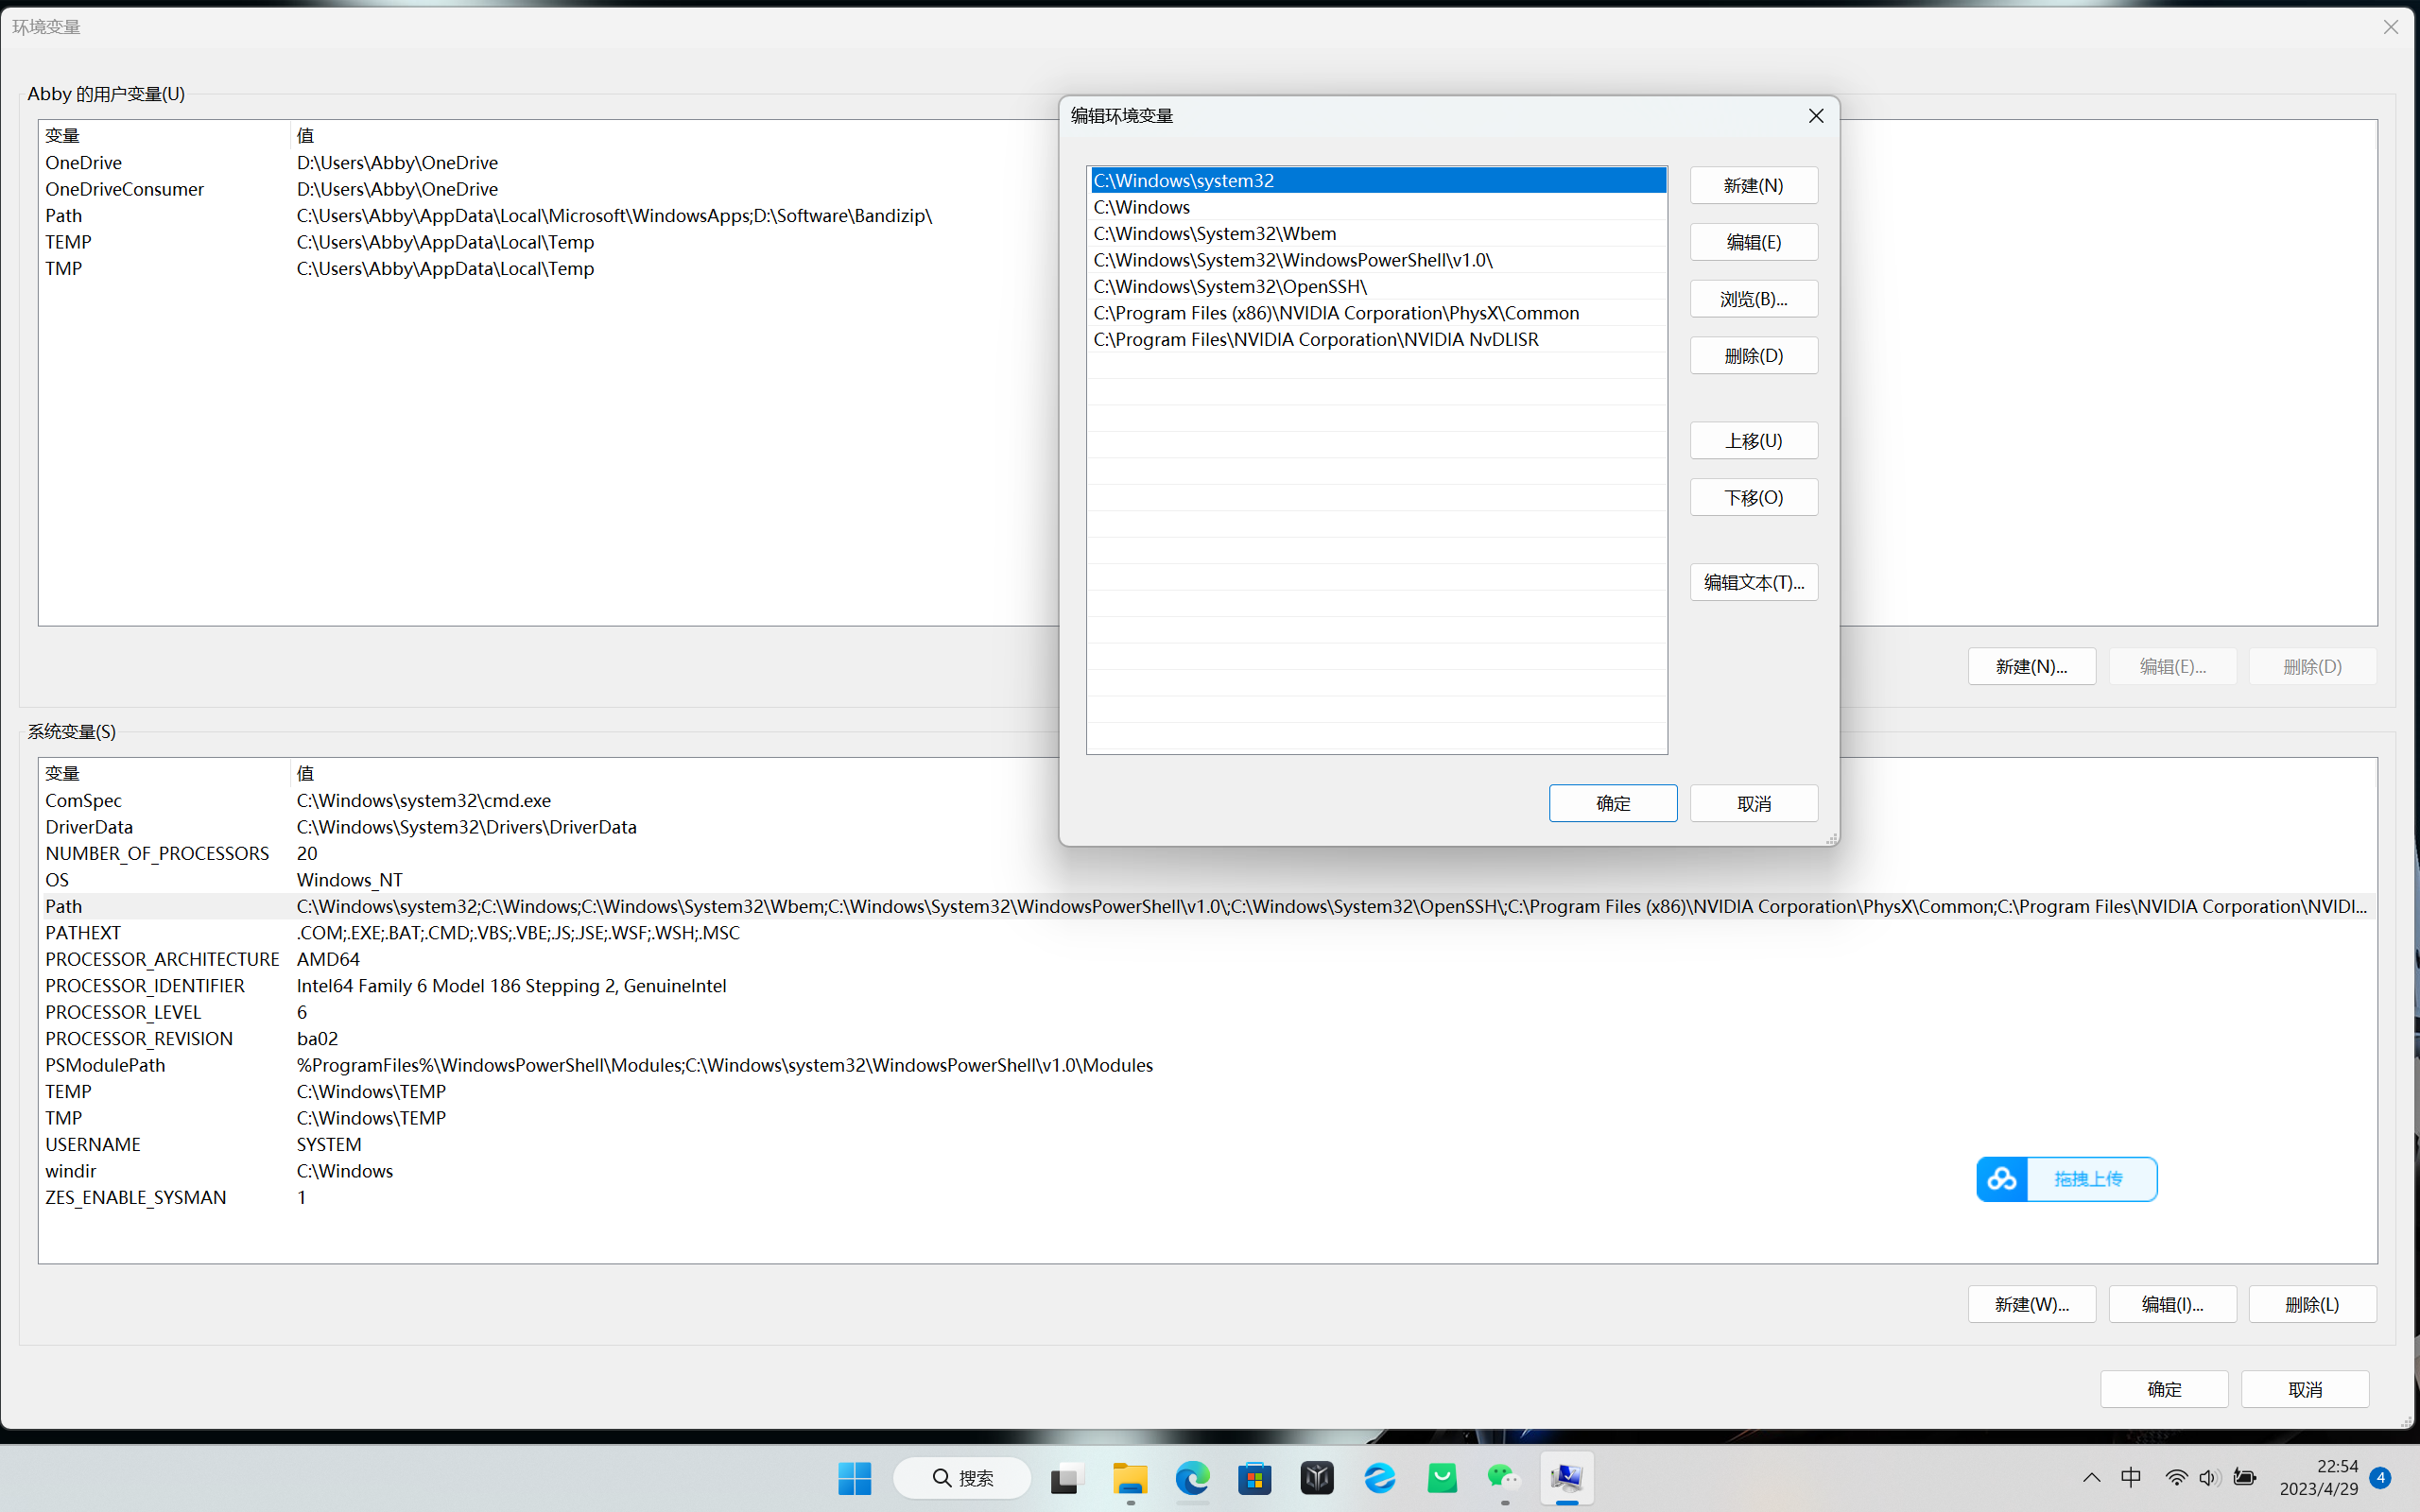 环境变量
Abby 的用户变量(U)
变量 值
OneDrive D:\Users\Abby\OneDrive
OneDriveConsumer D:\Users\Abby\OneDrive
Path C:\Users\Abby\AppData\Local\Microsoft\WindowsApps;D:\Software\Bandizip\
TEMP C:\Users\Abby\AppData\Local\Temp
TMP C:\Users\Abby\AppData\Local\Temp
新建(N)... 编辑(E)... 删除(D)
编辑环境变量
C:\Windows\system32
C:\Windows
C:\Windows\System32\Wbem
C:\Windows\System32\WindowsPowerShell\v1.0\
C:\Windows\System32\OpenSSH\
C:\Program Files (x86)\NVIDIA Corporation\PhysX\Common
C:\Program Files\NVIDIA Corporation\NVIDIA NvDLISR
新建(N)
编辑(E)
浏览(B)...
删除(D)
上移(U)
下移(O)
编辑文本(T)...
确定 取消
系统变量(S)
变量 值
ComSpec C:\Windows\system32\cmd.exe
DriverData C:\Windows\System32\Drivers\DriverData
NUMBER_OF_PROCESSORS 20
OS Windows_NT
Path C:\Windows\system32;C:\Windows;C:\Windows\System32\Wbem;C:\Windows\System32\WindowsPowerShell\v1.0\;C:\Windows\System32\OpenSSH\;C:\Program Files (x86)\NVIDIA Corporation\PhysX\Common;C:\Program Files\NVIDIA Corporation\NVIDI...
PATHEXT .COM;.EXE;.BAT;.CMD;.VBS;.VBE;.JS;.JSE;.WSF;.WSH;.MSC
PROCESSOR_ARCHITECTURE AMD64
PROCESSOR_IDENTIFIER Intel64 Family 6 Model 186 Stepping 2, GenuineIntel
PROCESSOR_LEVEL 6
PROCESSOR_REVISION ba02
PSModulePath %ProgramFiles%\WindowsPowerShell\Modules;C:\Windows\system32\WindowsPowerShell\v1.0\Modules
TEMP C:\Windows\TEMP
TMP C:\Windows\TEMP
USERNAME SYSTEM
windir C:\Windows
ZES_ENABLE_SYSMAN 1
拖拽上传
新建(W)... 编辑(I)... 删除(L)
确定 取消
搜索
中
22:54
2023/4/29
4